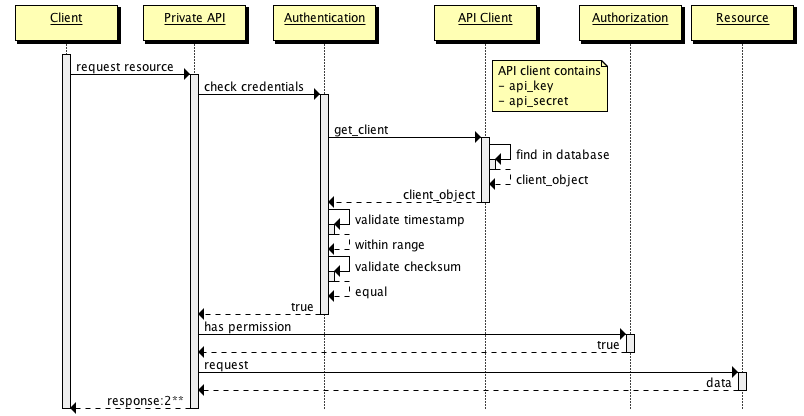 Client
Private API
Authentication
API Client
Authorization
Resource
request resource
check credentials
API client contains
- api_key
- api_secret
get_client
find in database
client_object
client_object
validate timestamp
within range
validate checksum
equal
true
has permission
true
request
data
response:2**